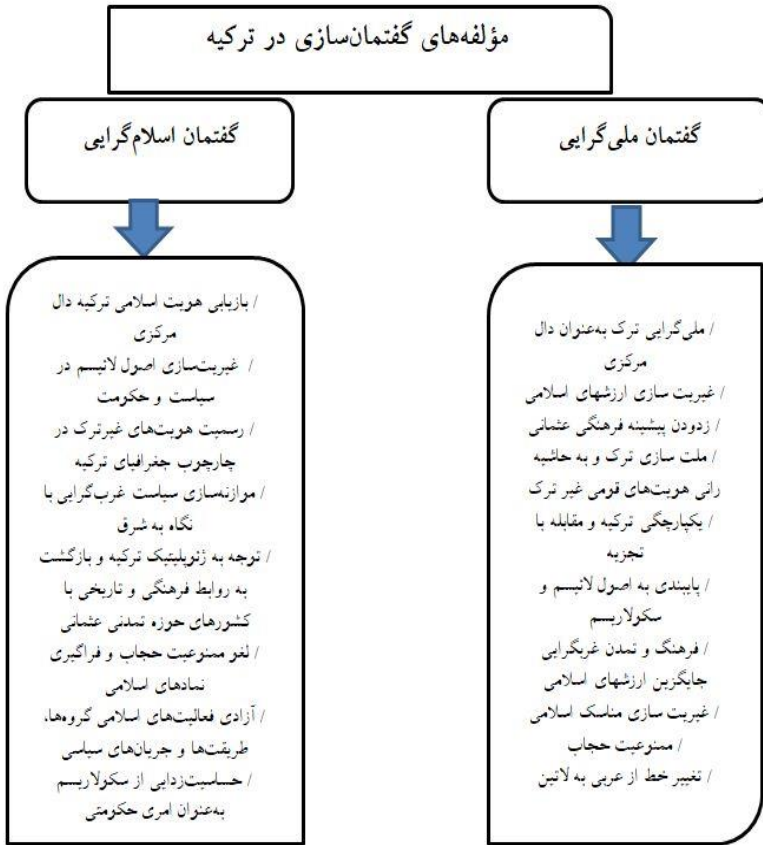 مؤلفه‌های گفتمان‌سازی در ترکیه
گفتمان ملی‌گرایی
گفتمان اسلام‌گرایی
/ ملی‌گرایی ترک به‌عنوان دال
مرکزی
/ غیریت سازی ارزشهای اسلامی
/ زدودن پیشینه فرهنگی عثمانی
/ ملت سازی ترک و به حاشیه
رانی هویت‌های قومی غیر ترک
/ یکپارچگی ترکیه و مقابله با
تجزیه
/ پایبندی به اصول لائیسم و
سکولاریسم
/ فرهنگ و تمدن غربگرایی
جایگزین ارزشهای اسلامی
/ غیریت سازی مناسک اسلامی
/ ممنوعیت حجاب
/ تغییر خط از عربی به لاتین
/ بازیابی هویت اسلامی ترکیه دال
مرکزی
/ غیریت‌سازی اصول لائیسم در
سیاست و حکومت
/ رسمیت هویت‌های غیرترک در
چارچوب جغرافیای ترکیه
/ موازنه‌سازی سیاست غرب‌گرایی با
نگاه به شرق
/ توجه به ژئوپلیتیک ترکیه و بازگشت
به روابط فرهنگی و تاریخی با
کشورهای حوزه تمدنی عثمانی
/ لغو ممنوعیت حجاب و فراگیری
نمادهای اسلامی
/ آزادی فعالیت‌های اسلامی گروه‌ها،
طریقت‌ها و جریان‌های سیاسی
/ حساسیت‌زدایی از سکولاریسم
به‌عنوان امری حکومتی